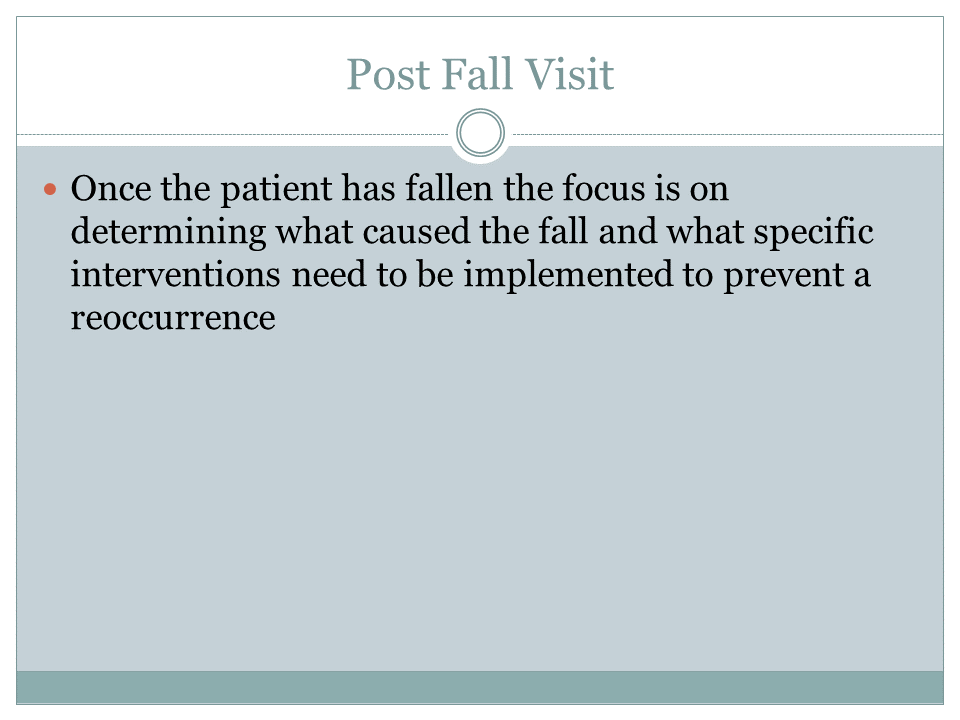 Post Fall Visit
• Once the patient has fallen the focus is on
determining what caused the fall and what specific
interventions need to be implemented to prevent a
reoccurrence